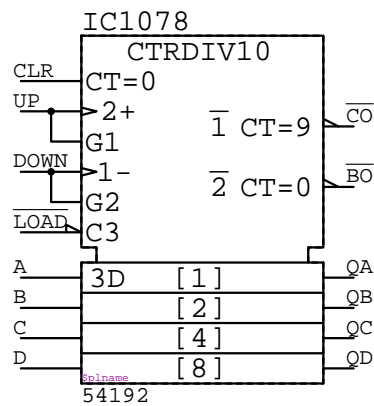 IC1078
CTRDIV10
CLR CT=0
UP 2+ 1 CT=9 CO
G1
DOWN 1- 2 CT=0 BO
G2
LOAD C3
A 3D [1] QA
B [2] QB
C [4] QC
D [8] QD
$plname
54192